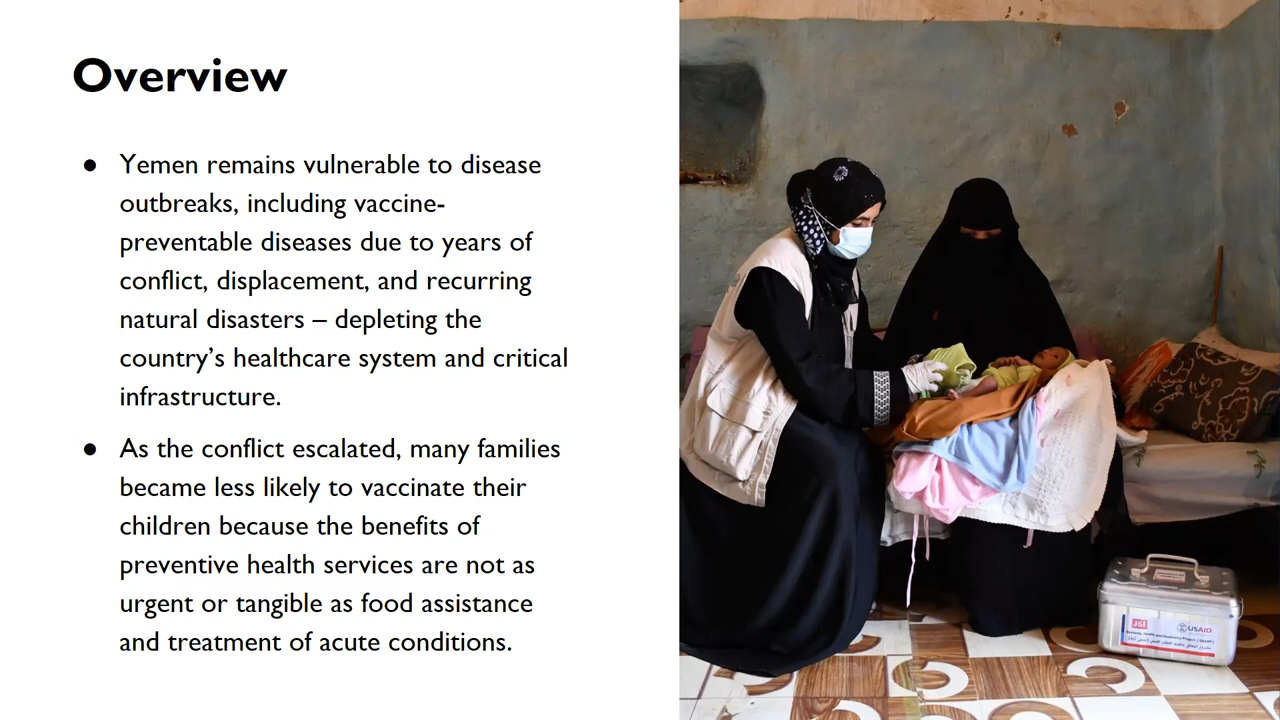 Overview
● Yemen remains vulnerable to disease
outbreaks, including vaccine-
preventable diseases due to years of
conflict, displacement, and recurring
natural disasters – depleting the
country’s healthcare system and critical
infrastructure.
● As the conflict escalated, many families
became less likely to vaccinate their
children because the benefits of
preventive health services are not as
urgent or tangible as food assistance
and treatment of acute conditions.
JSI
USAID